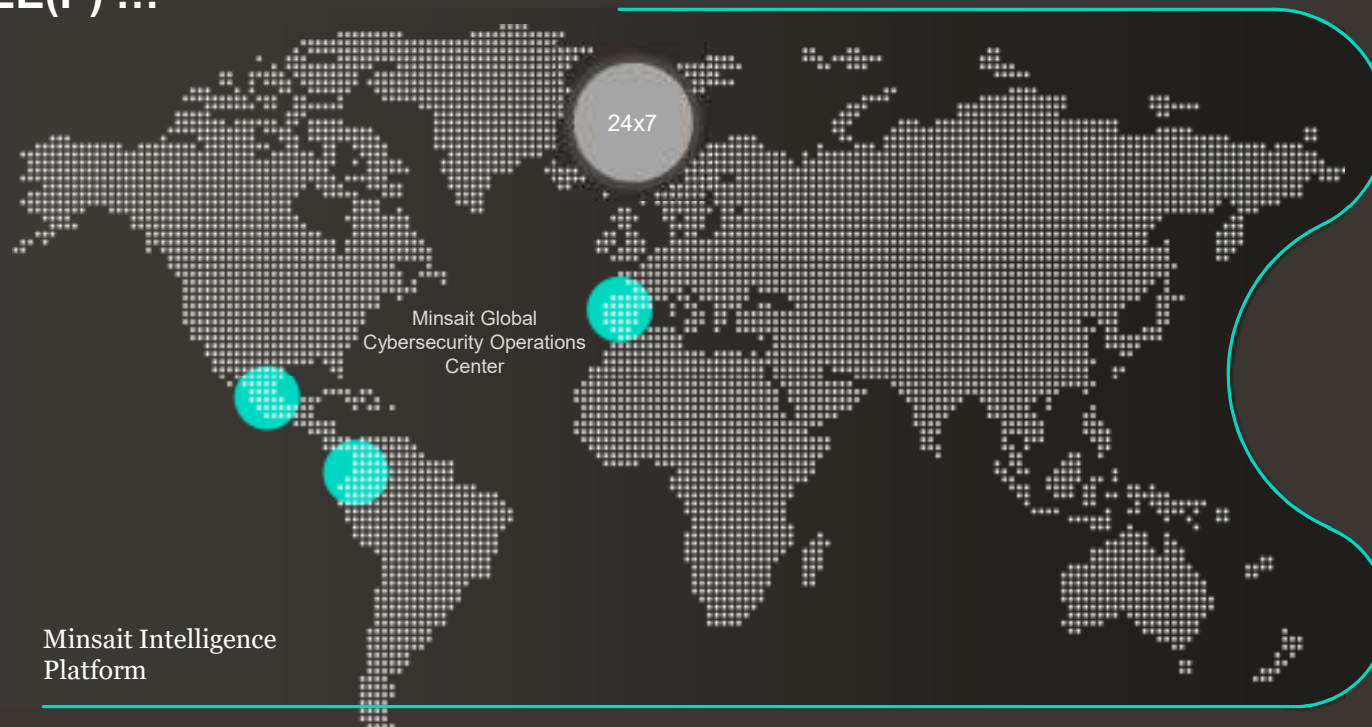 24x7
Minsait Global
Cybersecurity Operations
Center
Minsait Intelligence
Platform